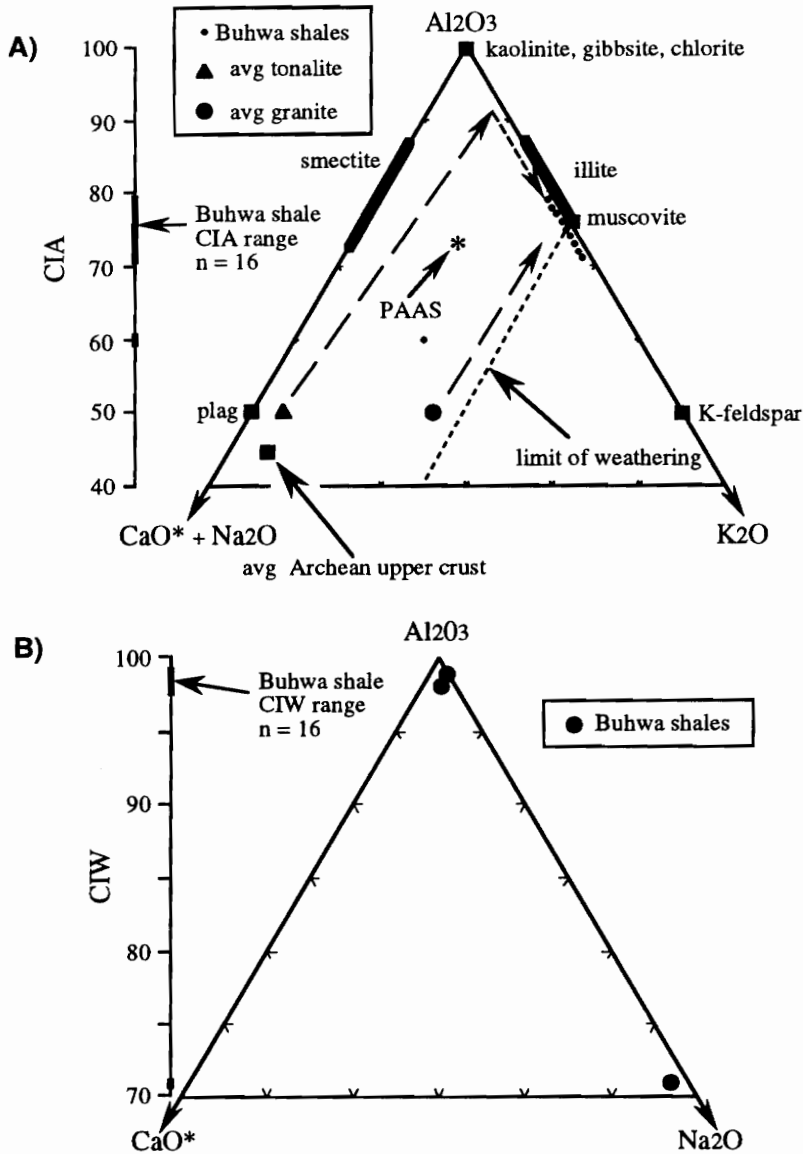 A)
Buhwa shales
avg tonalite
avg granite
Al2O3
kaolinite, gibbsite, chlorite
100
90
80
70
60
50
40
CIA
smectite
illite
muscovite
Buhwa shale
CIA range
n = 16
*
PAAS
plag
K-feldspar
limit of weathering
CaO* + Na2O
K2O
avg Archean upper crust
B)
Al2O3
100
90
80
70
CIW
Buhwa shale
CIW range
n = 16
Buhwa shales
CaO*
Na2O